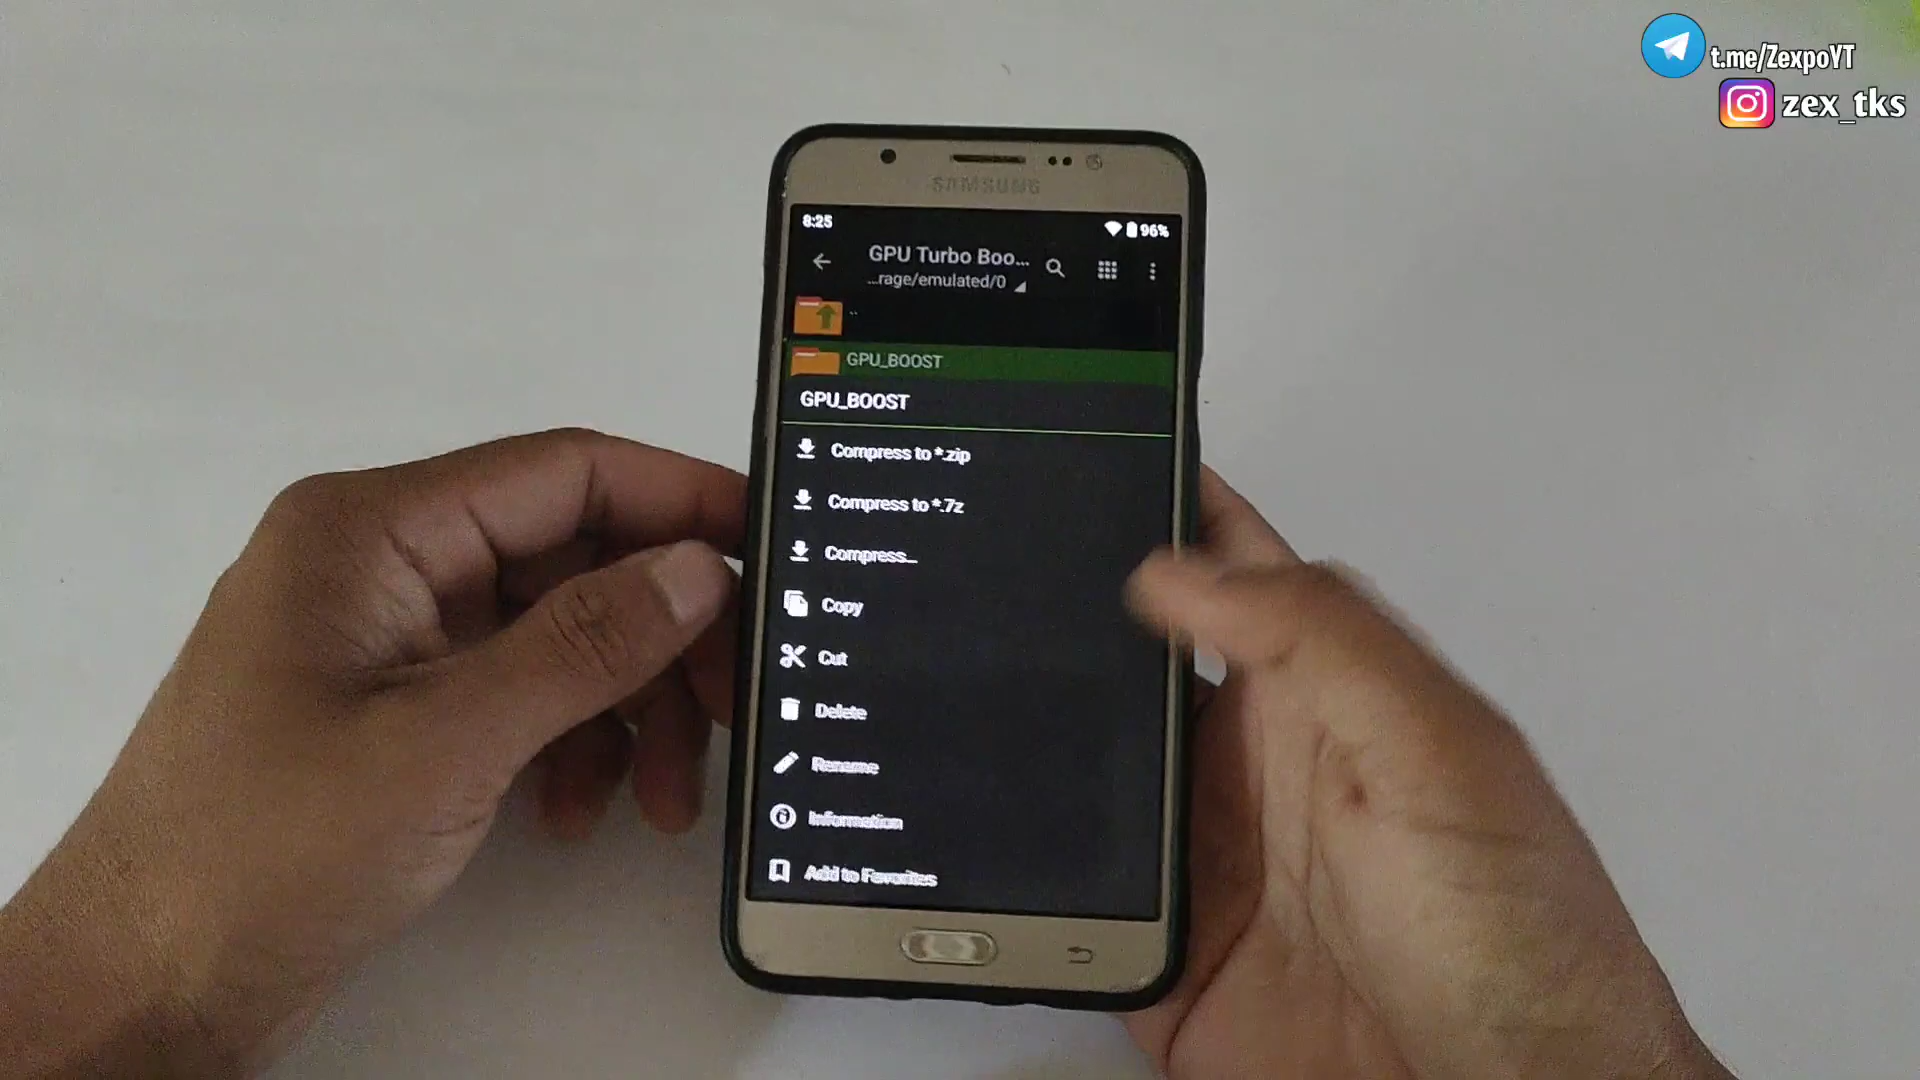 t.me/ZexpoYT
zex_tks
SAMSUNG
8:25
96%
GPU Turbo Boo...
...rage/emulated/0
..
GPU_BOOST
GPU_BOOST
Compress to *.zip
Compress to *.7z
Compress...
Copy
Cut
Delete
Rename
Information
Add to Favorites